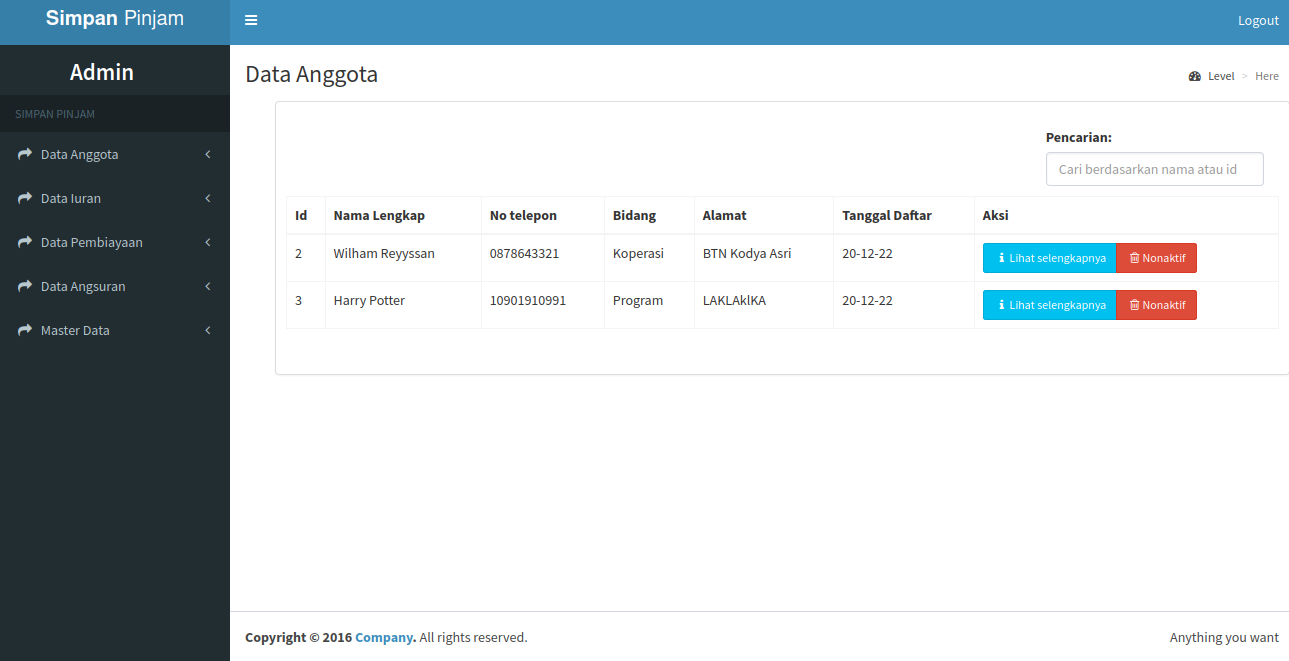 Simpan Pinjam
Logout
Admin
SIMPAN PINJAM
Data Anggota
Data Iuran
Data Pembiayaan
Data Angsuran
Master Data
Data Anggota
Level > Here
Pencarian:
Cari berdasarkan nama atau id
Id Nama Lengkap No telepon Bidang Alamat Tanggal Daftar Aksi
2 Wilham Reyyssan 0878643321 Koperasi BTN Kodya Asri 20-12-22 Lihat selengkapnya Nonaktif
3 Harry Potter 10901910991 Program LAKLAklKA 20-12-22 Lihat selengkapnya Nonaktif
Copyright © 2016 Company. All rights reserved.
Anything you want